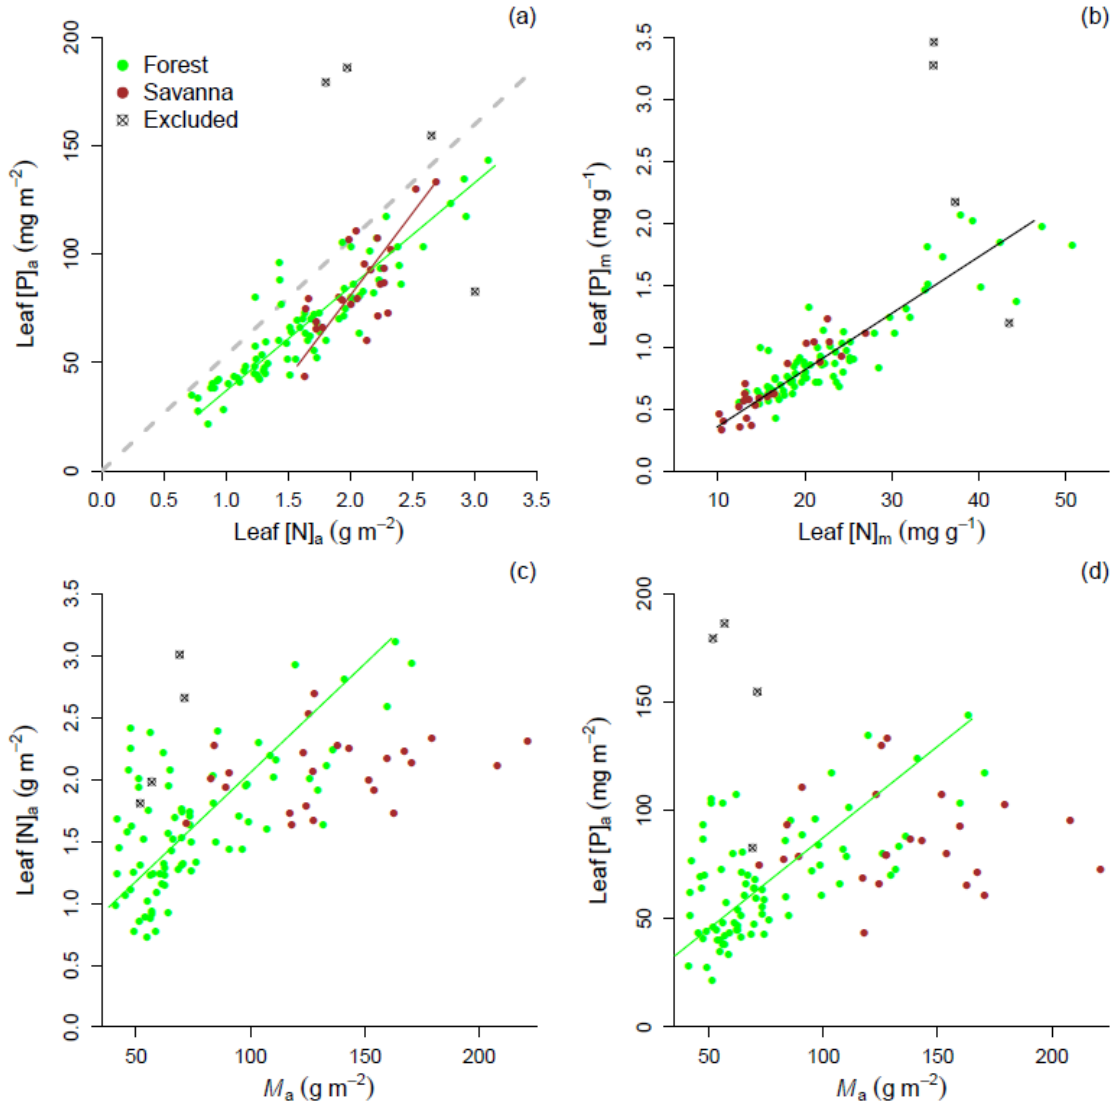 (a)
200
150
100
50
0
Leaf [P]ₐ (mg m⁻²)
Forest
Savanna
Excluded
0.0 0.5 1.0 1.5 2.0 2.5 3.0 3.5
Leaf [N]ₐ (g m⁻²)
(b)
3.5
3.0
2.5
2.0
1.5
1.0
0.5
0.0
Leaf [P]ₘ (mg g⁻¹)
10 20 30 40 50
Leaf [N]ₘ (mg g⁻¹)
(c)
3.5
3.0
2.5
2.0
1.5
1.0
0.5
0.0
Leaf [N]ₐ (g m⁻²)
50 100 150 200
Mₐ (g m⁻²)
(d)
200
150
100
50
0
Leaf [P]ₐ (mg m⁻²)
50 100 150 200
Mₐ (g m⁻²)